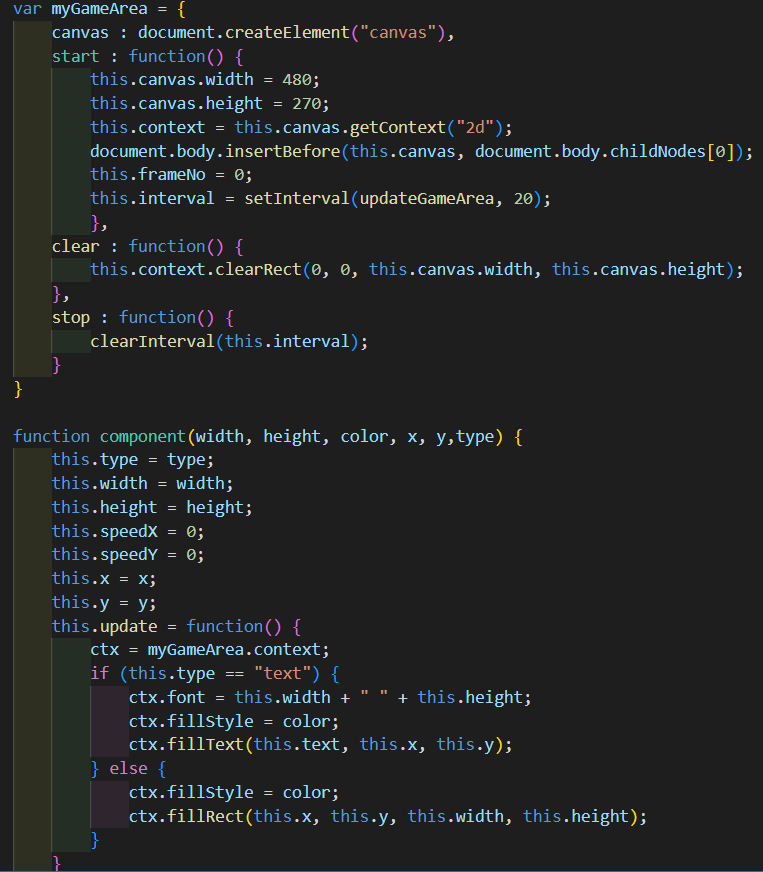 var myGameArea = {
    canvas : document.createElement("canvas"),
    start : function() {
        this.canvas.width = 480;
        this.canvas.height = 270;
        this.context = this.canvas.getContext("2d");
        document.body.insertBefore(this.canvas, document.body.childNodes[0]);
        this.frameNo = 0;
        this.interval = setInterval(updateGameArea, 20);
        },
    clear : function() {
        this.context.clearRect(0, 0, this.canvas.width, this.canvas.height);
    },
    stop : function() {
        clearInterval(this.interval);
    }
}

function component(width, height, color, x, y,type) {
    this.type = type;
    this.width = width;
    this.height = height;
    this.speedX = 0;
    this.speedY = 0;
    this.x = x;
    this.y = y;
    this.update = function() {
        ctx = myGameArea.context;
        if (this.type == "text") {
            ctx.font = this.width + " " + this.height;
            ctx.fillStyle = color;
            ctx.fillText(this.text, this.x, this.y);
        } else {
            ctx.fillStyle = color;
            ctx.fillRect(this.x, this.y, this.width, this.height);
        }
    }